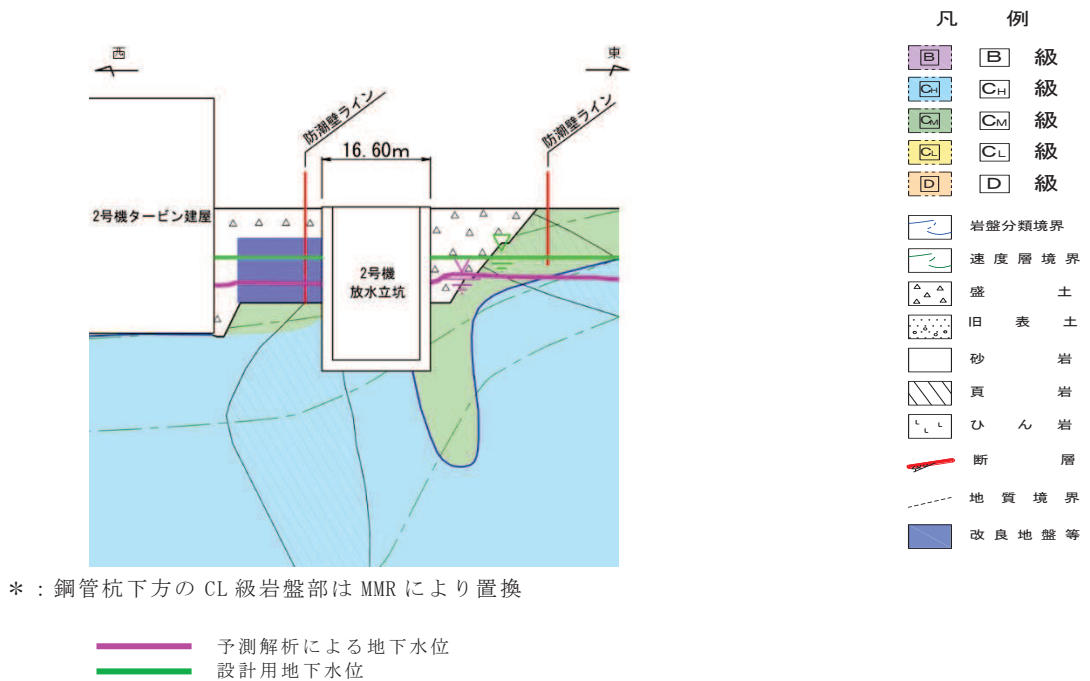 西
東
防潮壁ライン
防潮壁ライン
16.60m
2号機タービン建屋
2号機
放水立坑
凡 例
B B 級
CH CH 級
CM CM 級
CL CL 級
D D 級
岩盤分類境界
速度層境界
盛 土
旧 表 土
砂 岩
頁 岩
ひ ん 岩
断 層
地 質 境 界
改 良 地 盤 等
*:鋼管杭下方の CL 級岩盤部は MMR により置換
予測解析による地下水位
設計用地下水位